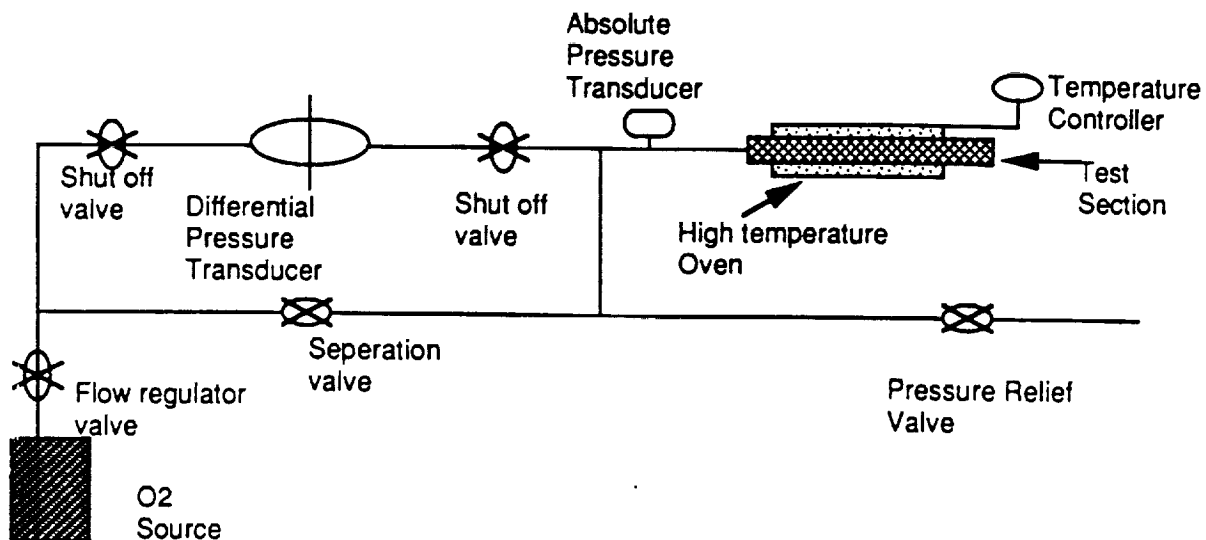 Absolute
Pressure
Transducer
Temperature
Controller
Shut off
valve
Differential
Pressure
Transducer
Shut off
valve
High temperature
Oven
Test
Section
Seperation
valve
Flow regulator
valve
Pressure Relief
Valve
O2
Source